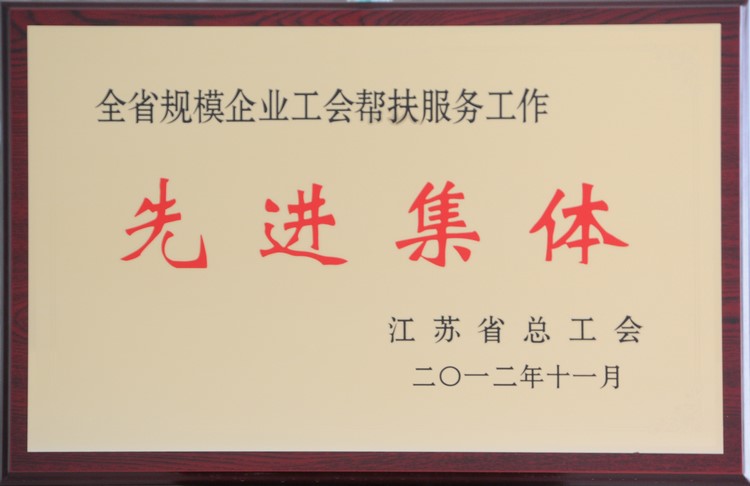 全省规模企业工会帮扶服务工作
先进集体
江苏省总工会
二〇一二年十一月